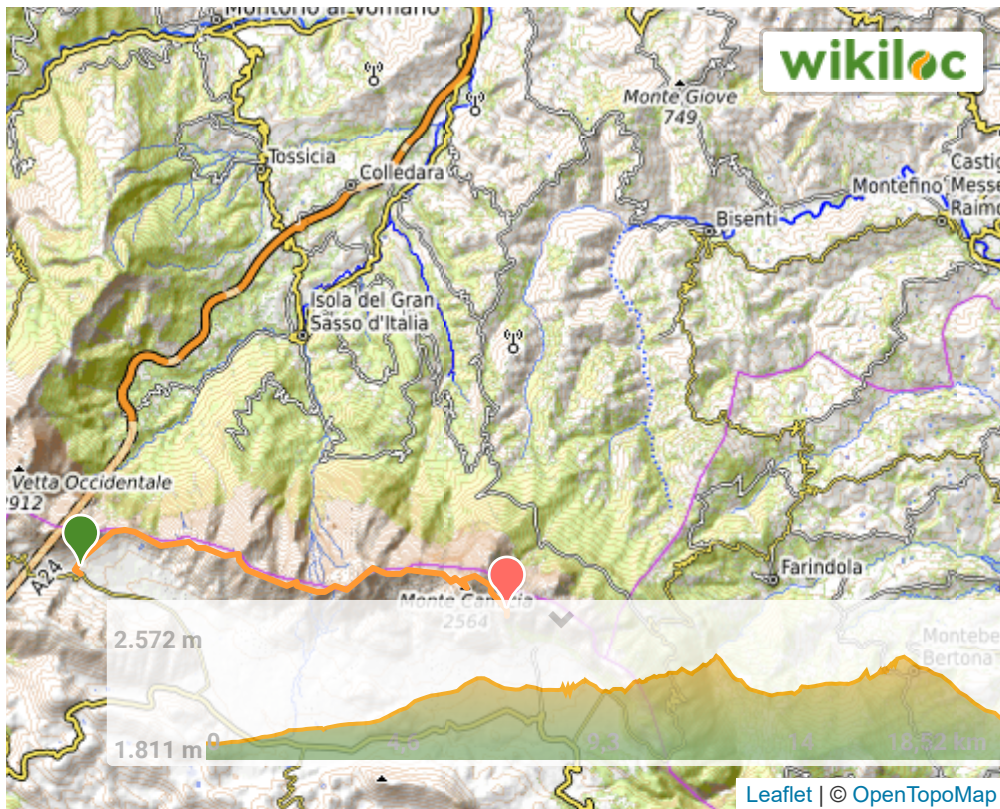 Montorio al Vomano
wikiloc
Monte Giove
749
Tossicia
Colledara
Castig
Montefino
Messe
Raimo
Bisenti
Isola del Gran
Sasso d'Italia
Vetta Occidentale
2912
A24
Farindola
Monte Camicia
2564
2.572 m
Montebe
Bertona
1.811 m
0
4,6
9,3
14
18,52 km
Leaflet | © OpenTopoMap